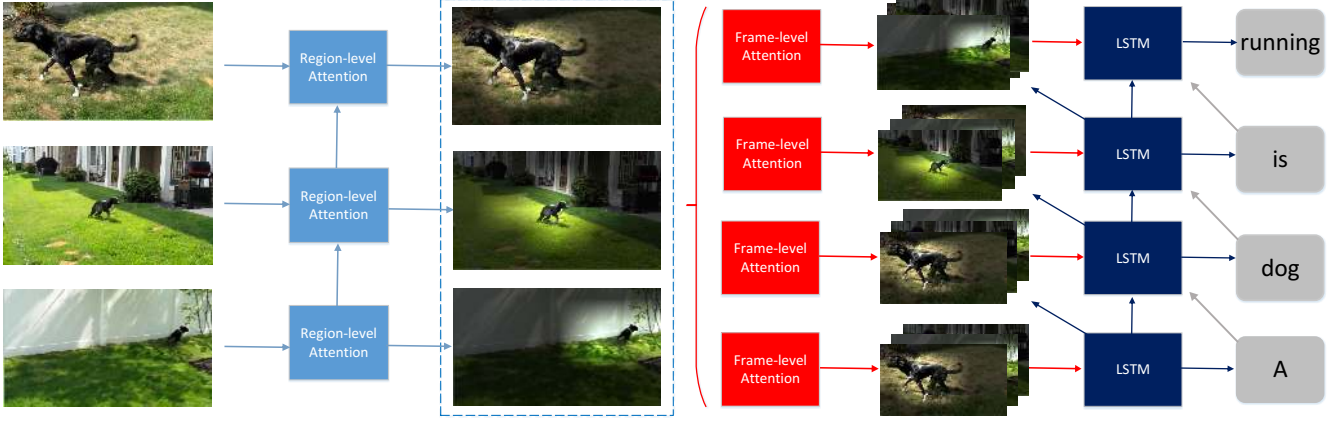 Region-level
Attention
Region-level
Attention
Region-level
Attention
Frame-level
Attention
LSTM
running
Frame-level
Attention
LSTM
is
Frame-level
Attention
LSTM
dog
Frame-level
Attention
LSTM
A